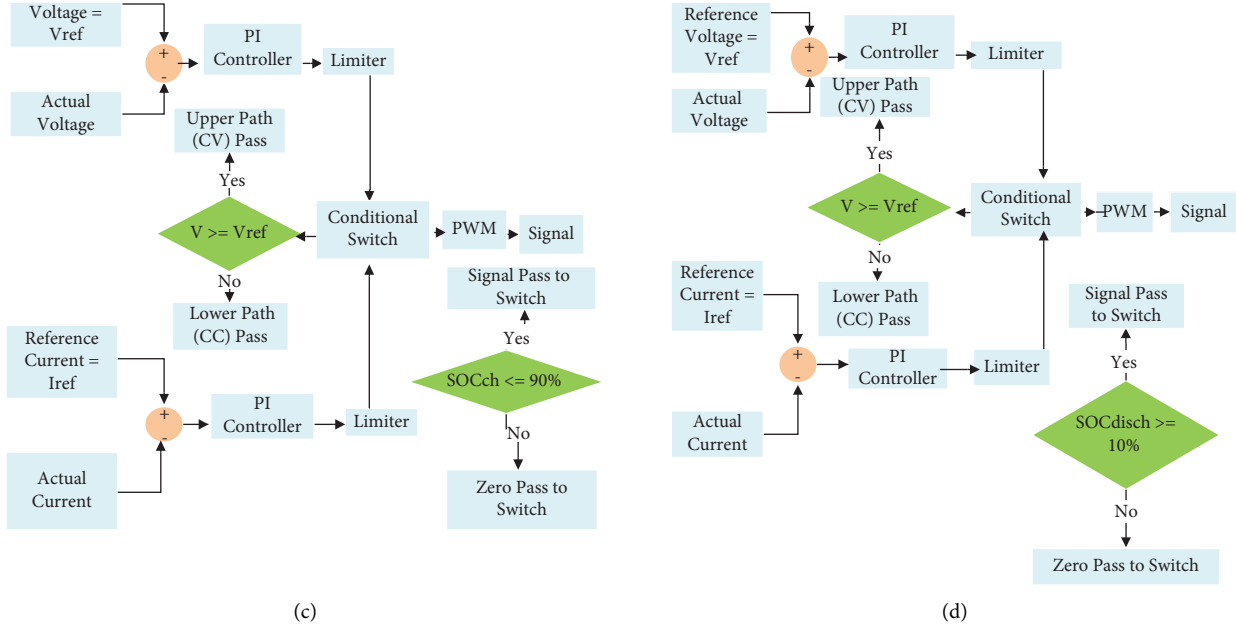 Voltage =
Vref
+
-
PI
Controller
Limiter
Actual
Voltage
Upper Path
(CV) Pass
Yes
V >= Vref
No
Lower Path
(CC) Pass
Conditional
Switch
PWM
Signal
Reference
Current =
Iref
+
-
PI
Controller
Limiter
Actual
Current
Signal Pass to
Switch
Yes
SOCch <= 90%
No
Zero Pass to
Switch
(c)
Reference
Voltage =
Vref
+
-
PI
Controller
Limiter
Actual
Voltage
Upper Path
(CV) Pass
Yes
V >= Vref
No
Lower Path
(CC) Pass
Conditional
Switch
PWM
Signal
Reference
Current =
Iref
+
-
PI
Controller
Limiter
Actual
Current
Signal Pass
to Switch
Yes
SOCdisch >=
10%
No
Zero Pass to Switch
(d)